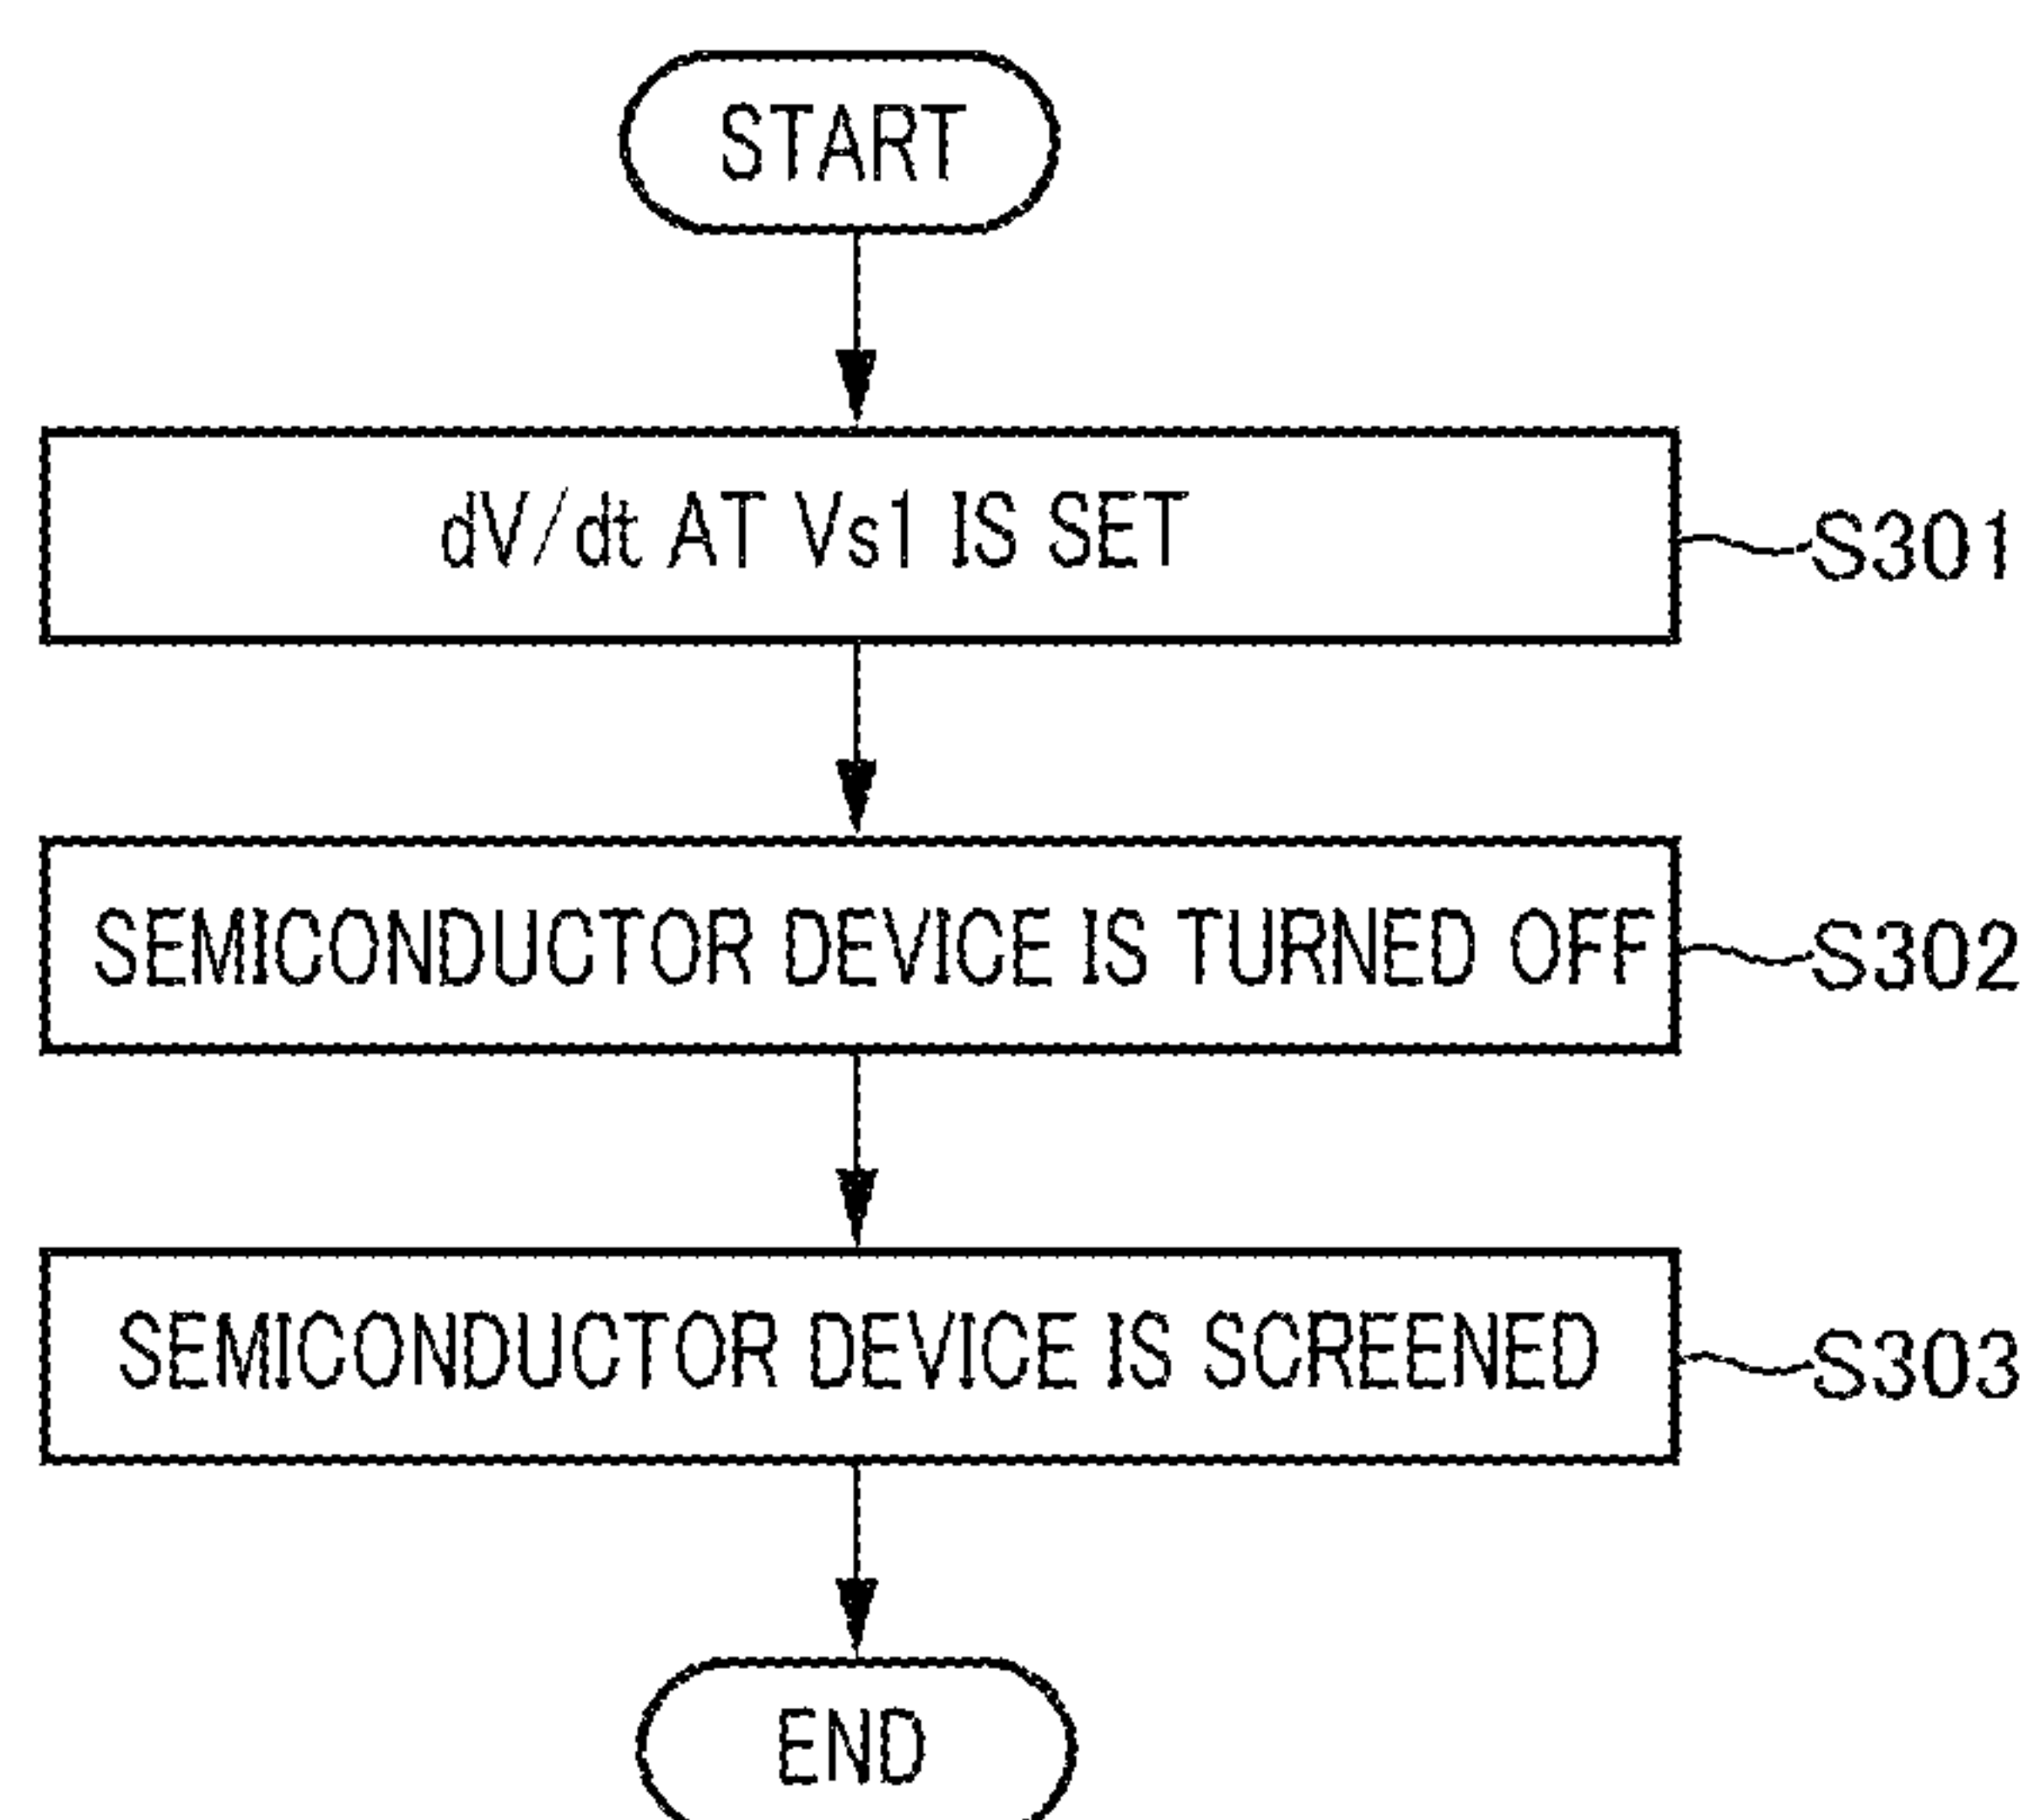 START
dV/dt AT Vs1 IS SET
S301
SEMICONDUCTOR DEVICE IS TURNED OFF
S302
SEMICONDUCTOR DEVICE IS SCREENED
S303
END